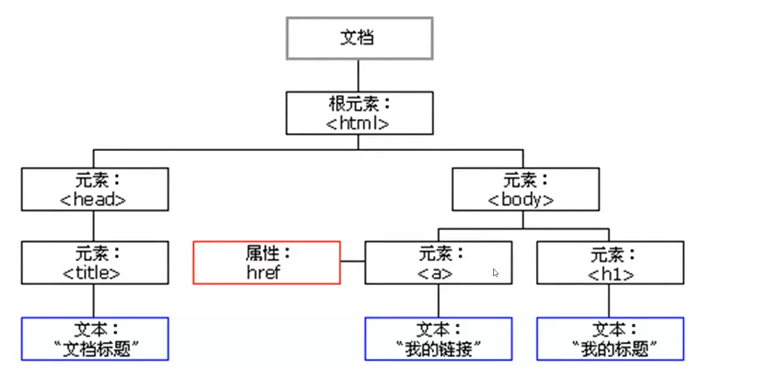 文档
根元素：
<html>
元素：
<head>
元素：
<body>
元素：
<title>
属性：
href
元素：
<a>
元素：
<h1>
文本：
“文档标题”
文本：
“我的链接”
文本：
“我的标题”